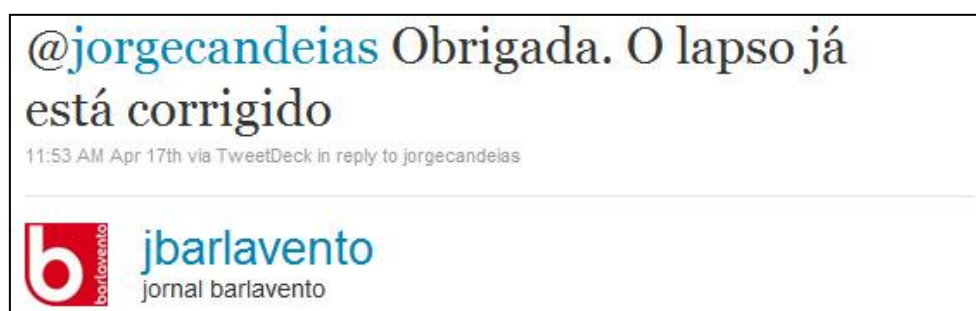 @jorgecandeias Obrigada. O lapso já
está corrigido
11:53 AM Apr 17th via TweetDeck in reply to jorgecandeias
b
barlavento
jbarlavento
jornal barlavento